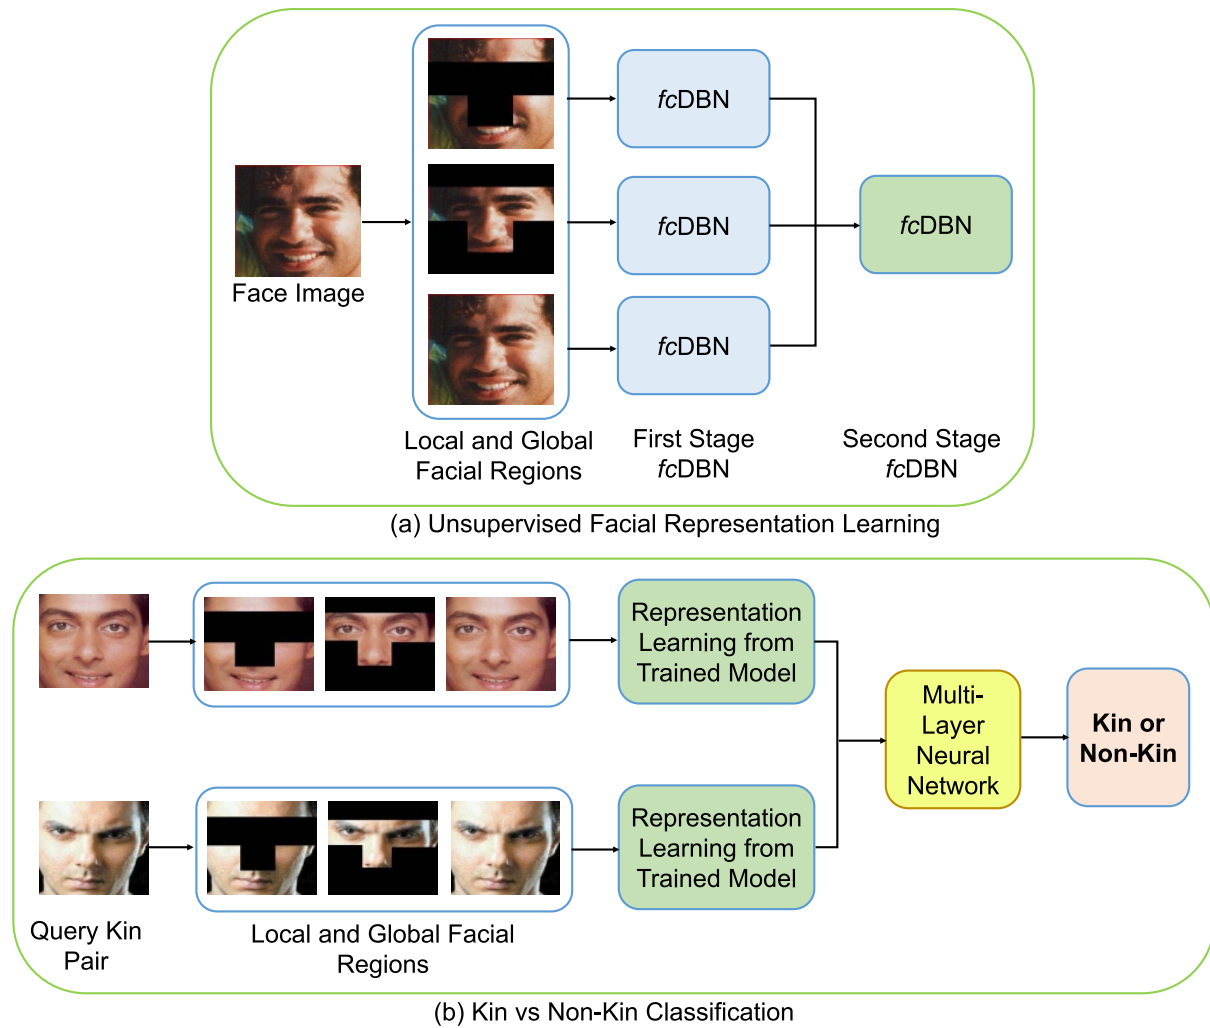 fcDBN
fcDBN
fcDBN
fcDBN
Face Image
Local and Global
Facial Regions
First Stage
fcDBN
Second Stage
fcDBN
(a) Unsupervised Facial Representation Learning
Representation
Learning from
Trained Model
Multi-
Layer
Neural
Network
Kin or
Non-Kin
Representation
Learning from
Trained Model
Query Kin
Pair
Local and Global Facial
Regions
(b) Kin vs Non-Kin Classification